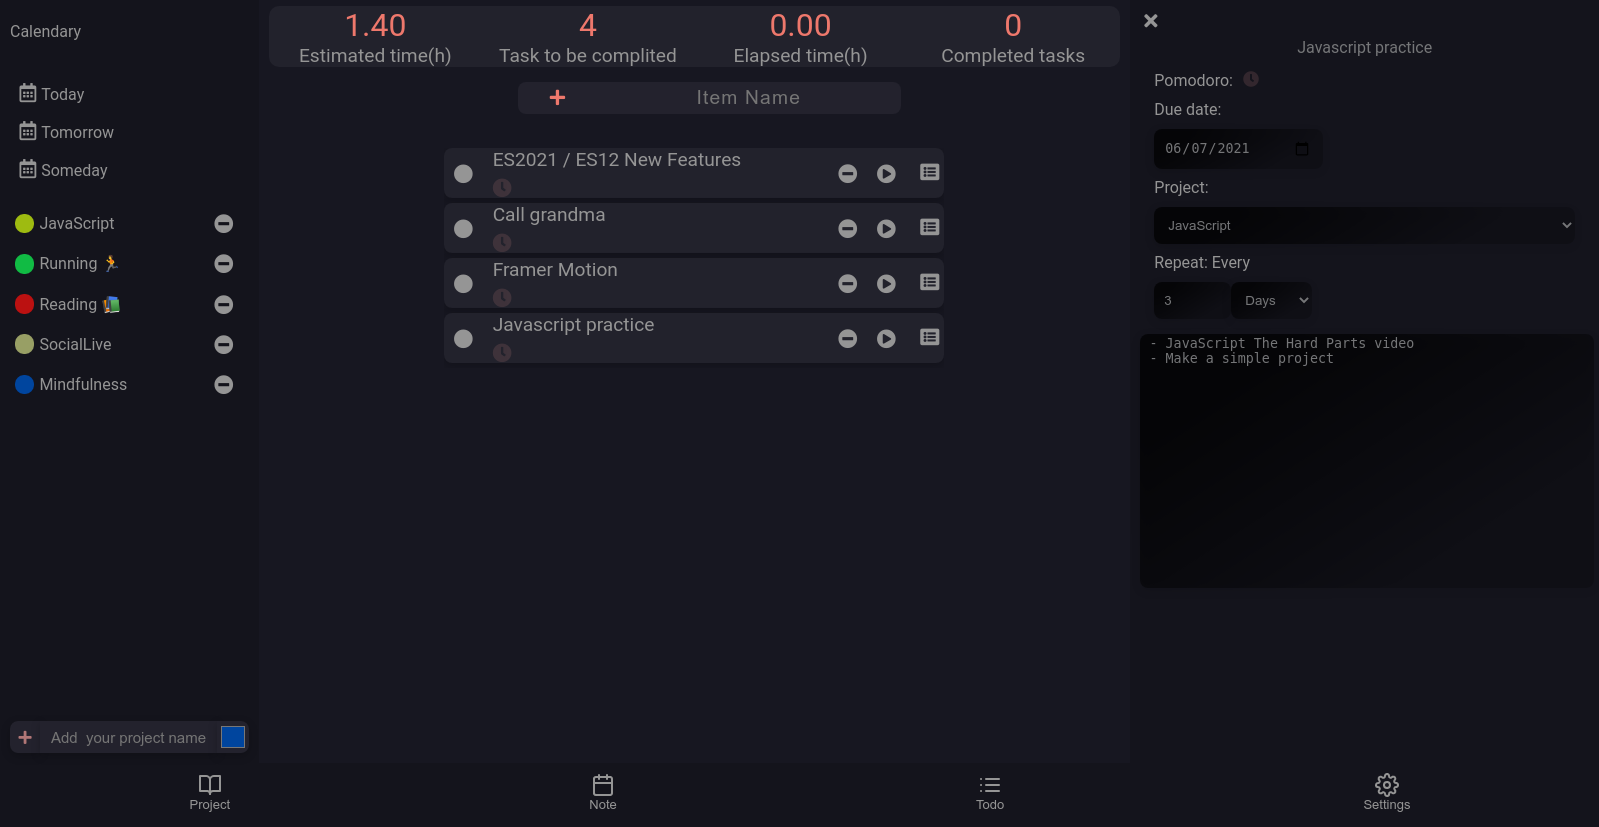 Calendary
Today
Tomorrow
Someday
JavaScript
Running 🏃
Reading 📚
SocialLive
Mindfulness
Add your project name
1.40
Estimated time(h)
4
Task to be complited
0.00
Elapsed time(h)
0
Completed tasks
Item Name
ES2021 / ES12 New Features
Call grandma
Framer Motion
Javascript practice
Javascript practice
Pomodoro:
Due date:
06/07/2021
Project:
JavaScript
Repeat: Every
3 Days
- JavaScript The Hard Parts video
- Make a simple project
Project
Note
Todo
Settings